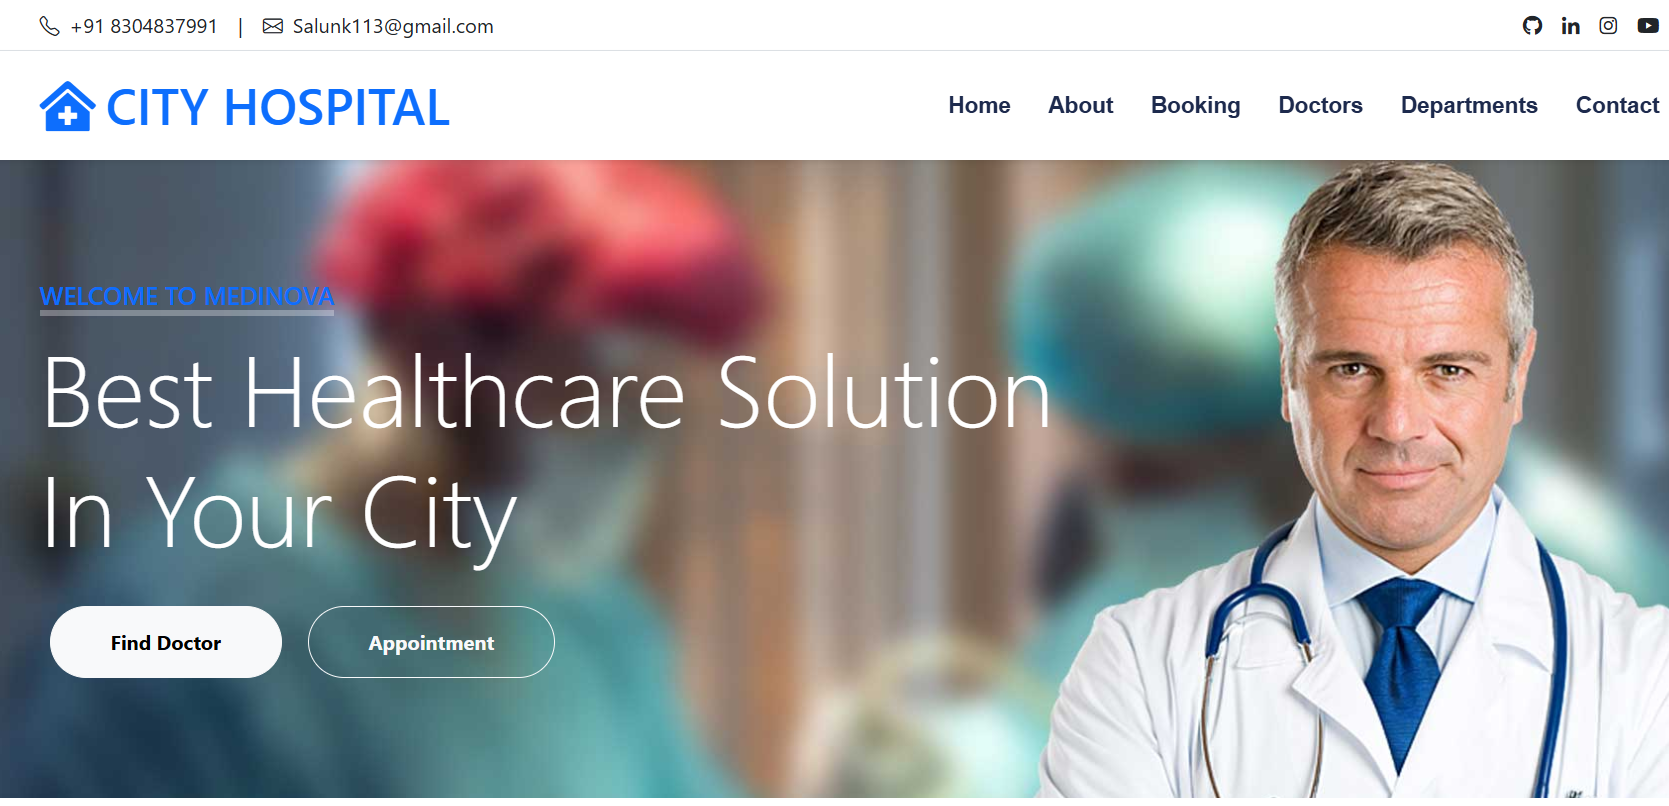 +91 8304837991 | Salunk113@gmail.com
CITY HOSPITAL
Home About Booking Doctors Departments Contact
WELCOME TO MEDINOVA
Best Healthcare Solution
In Your City
Find Doctor Appointment